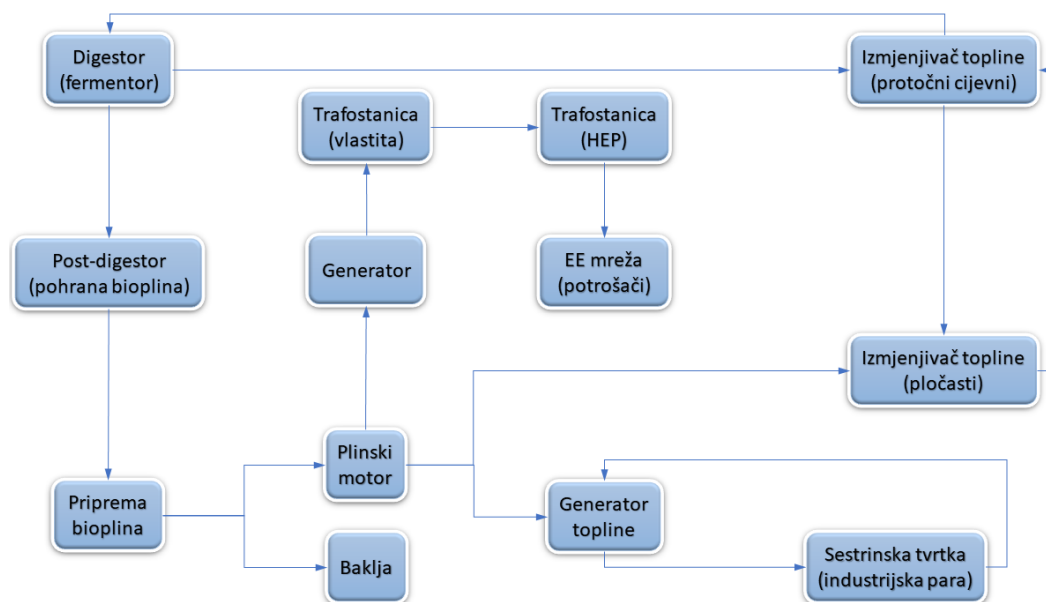 Digestor
(fermentor)
Izmjenjivač topline
(protočni cijevni)
Trafostanica
(vlastita)
Trafostanica
(HEP)
Post-digestor
(pohrana bioplina)
Generator
EE mreža
(potrošači)
Izmjenjivač topline
(pločasti)
Plinski
motor
Priprema
bioplina
Generator
topline
Baklja
Sestrinska tvrtka
(industrijska para)